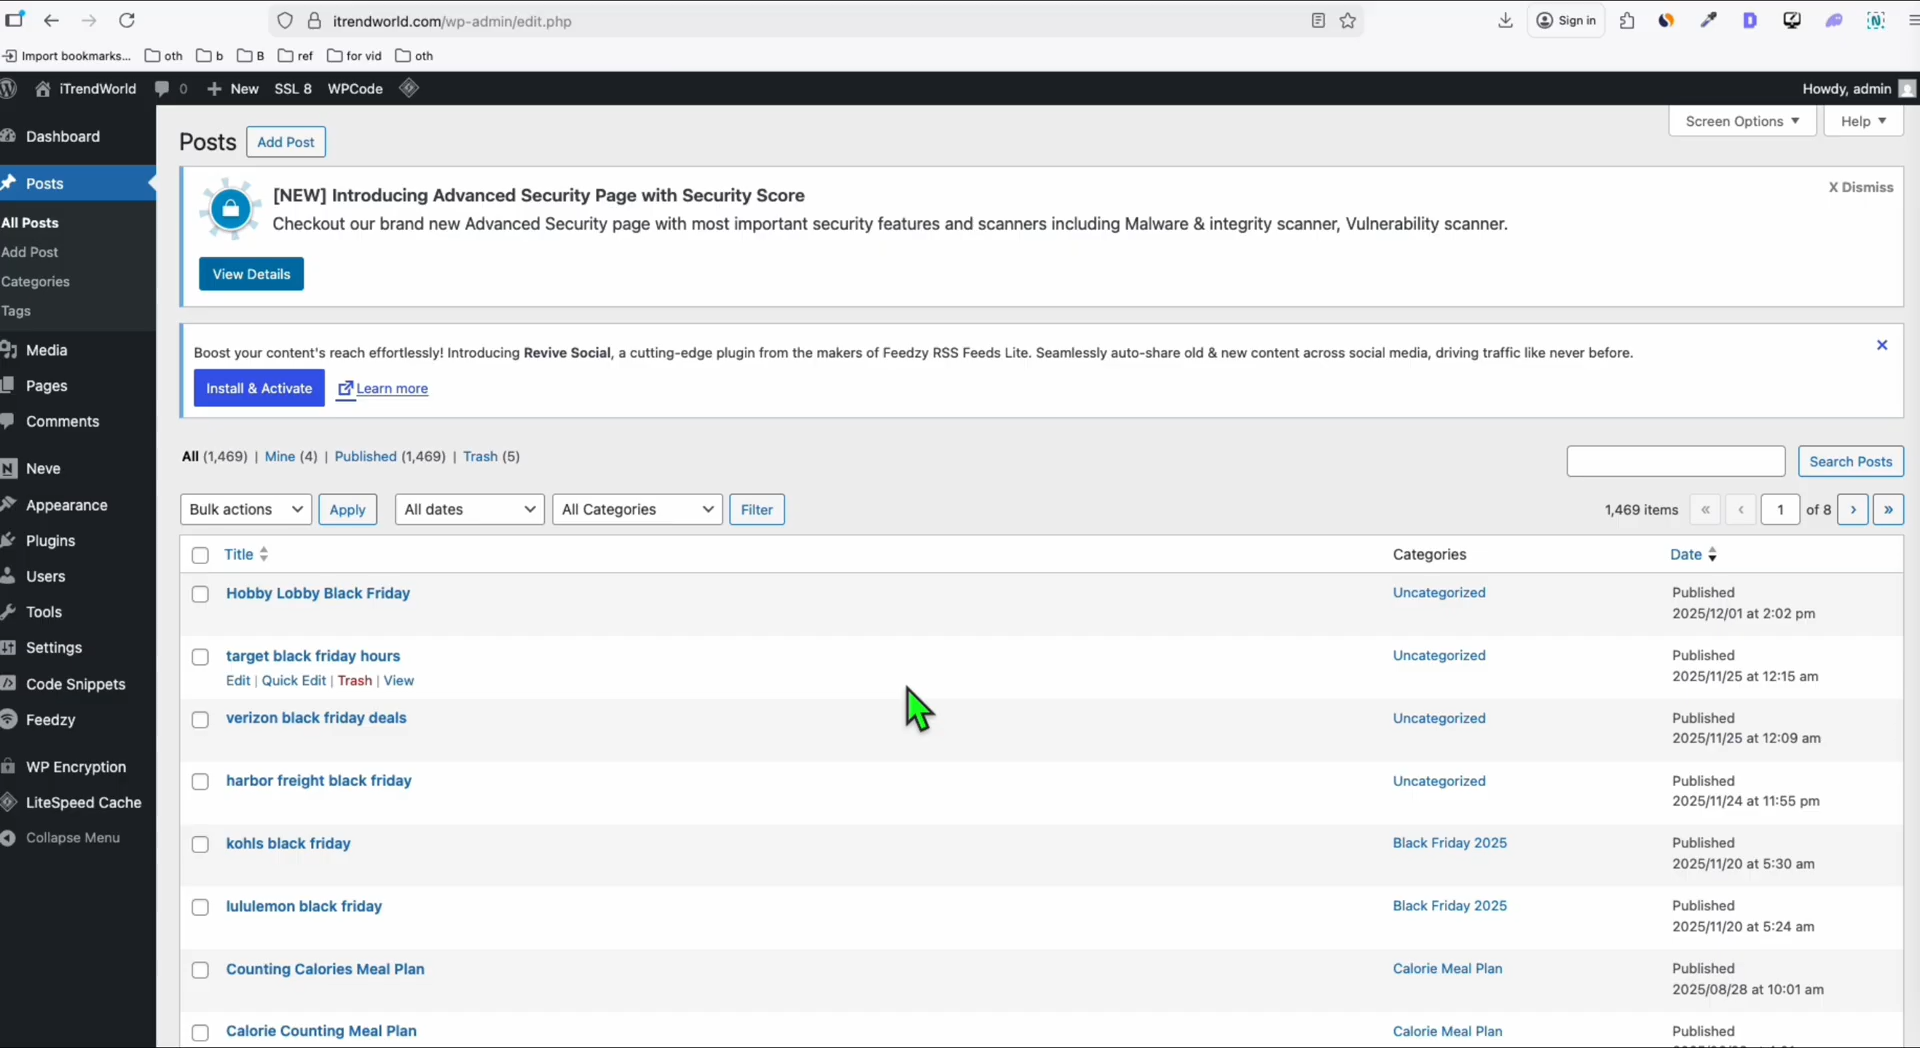 itrendworld.com/wp-admin/edit.php
Sign in
Import bookmarks...
oth
b
B
ref
for vid
oth
iTrendWorld
0
New
SSL 8
WPCode
Howdy, admin
Screen Options
Help
Dashboard
Posts
All Posts
Add Post
Categories
Tags
Media
Pages
Comments
Neve
Appearance
Plugins
Users
Tools
Settings
Code Snippets
Feedzy
WP Encryption
LiteSpeed Cache
Collapse Menu
Posts
Add Post
[NEW] Introducing Advanced Security Page with Security Score
X Dismiss
Checkout our brand new Advanced Security page with most important security features and scanners including Malware & integrity scanner, Vulnerability scanner.
View Details
Boost your content's reach effortlessly! Introducing Revive Social, a cutting-edge plugin from the makers of Feedzy RSS Feeds Lite. Seamlessly auto-share old & new content across social media, driving traffic like never before.
Install & Activate
Learn more
All (1,469) | Mine (4) | Published (1,469) | Trash (5)
Search Posts
Bulk actions
Apply
All dates
All Categories
Filter
1,469 items
«
‹
1
of 8
›
»
Title
Categories
Date
Hobby Lobby Black Friday
Uncategorized
Published
2025/12/01 at 2:02 pm
target black friday hours
Edit | Quick Edit | Trash | View
Uncategorized
Published
2025/11/25 at 12:15 am
verizon black friday deals
Uncategorized
Published
2025/11/25 at 12:09 am
harbor freight black friday
Uncategorized
Published
2025/11/24 at 11:55 pm
kohls black friday
Black Friday 2025
Published
2025/11/20 at 5:30 am
lululemon black friday
Black Friday 2025
Published
2025/11/20 at 5:24 am
Counting Calories Meal Plan
Calorie Meal Plan
Published
2025/08/28 at 10:01 am
Calorie Counting Meal Plan
Calorie Meal Plan
Published